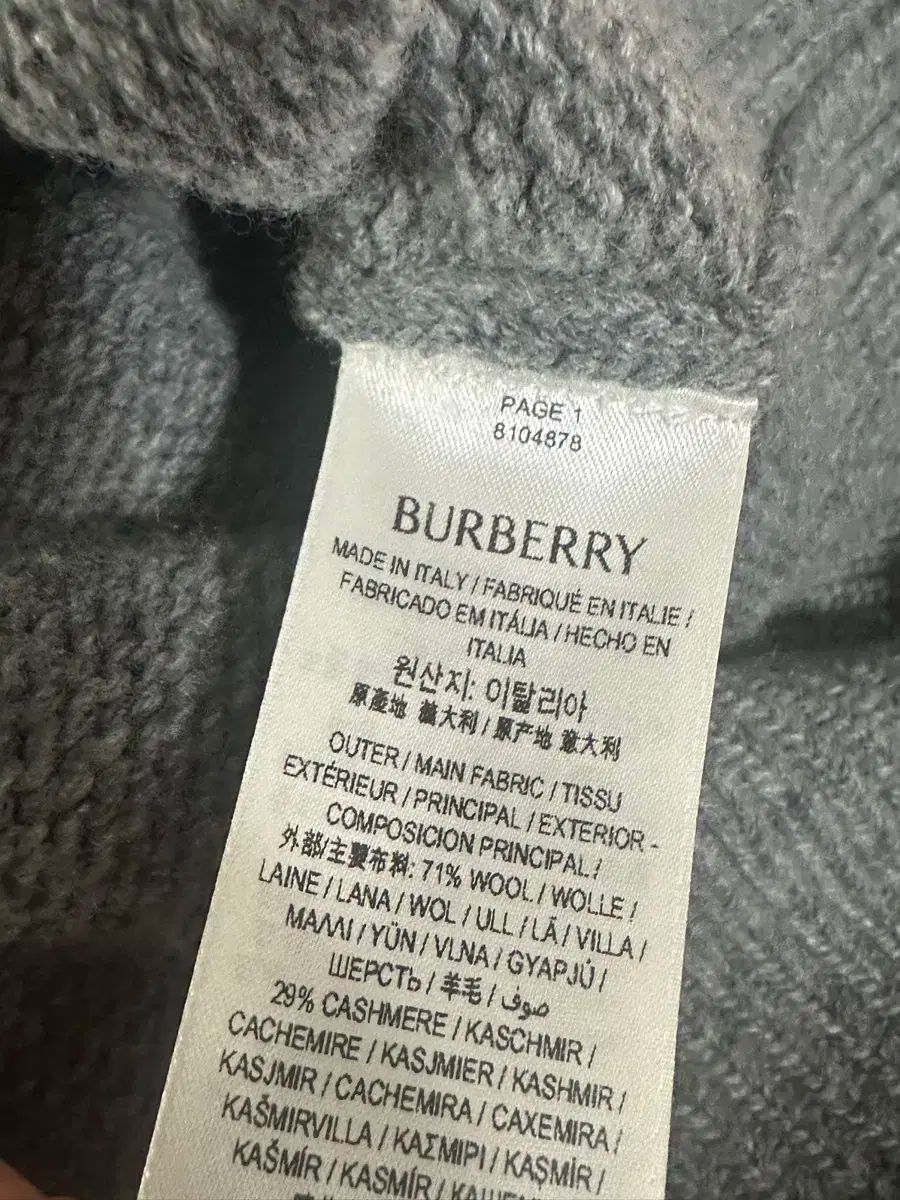 PAGE 1
8104878
BURBERRY
MADE IN ITALY / FABRIQUÉ EN ITALIE /
FABRICADO EM ITÁLIA / HECHO EN
ITALIA
원산지: 이탈리아
原產地 義大利 / 原产地 意大利
OUTER / MAIN FABRIC / TISSU
EXTÉRIEUR / PRINCIPAL / EXTERIOR -
COMPOSICION PRINCIPAL /
外部/主要布料: 71% WOOL / WOLLE /
LAINE / LANA / WOL / ULL / LÃ / VILLA /
ΜΑΛΛΙ / YÜN / VLNA / GYAPJÚ /
ШЕРСТЬ / 羊毛 / صوف
29% CASHMERE / KASCHMIR /
CACHEMIRE / KASJMIER / KASHMIR /
KASJMIR / CACHEMIRA / CAXEMIRA /
KAŠMIRVILLA / ΚΑΣΜΙΡΙ / KAŞMİR /
KAŠMÍR / KASMÍR /